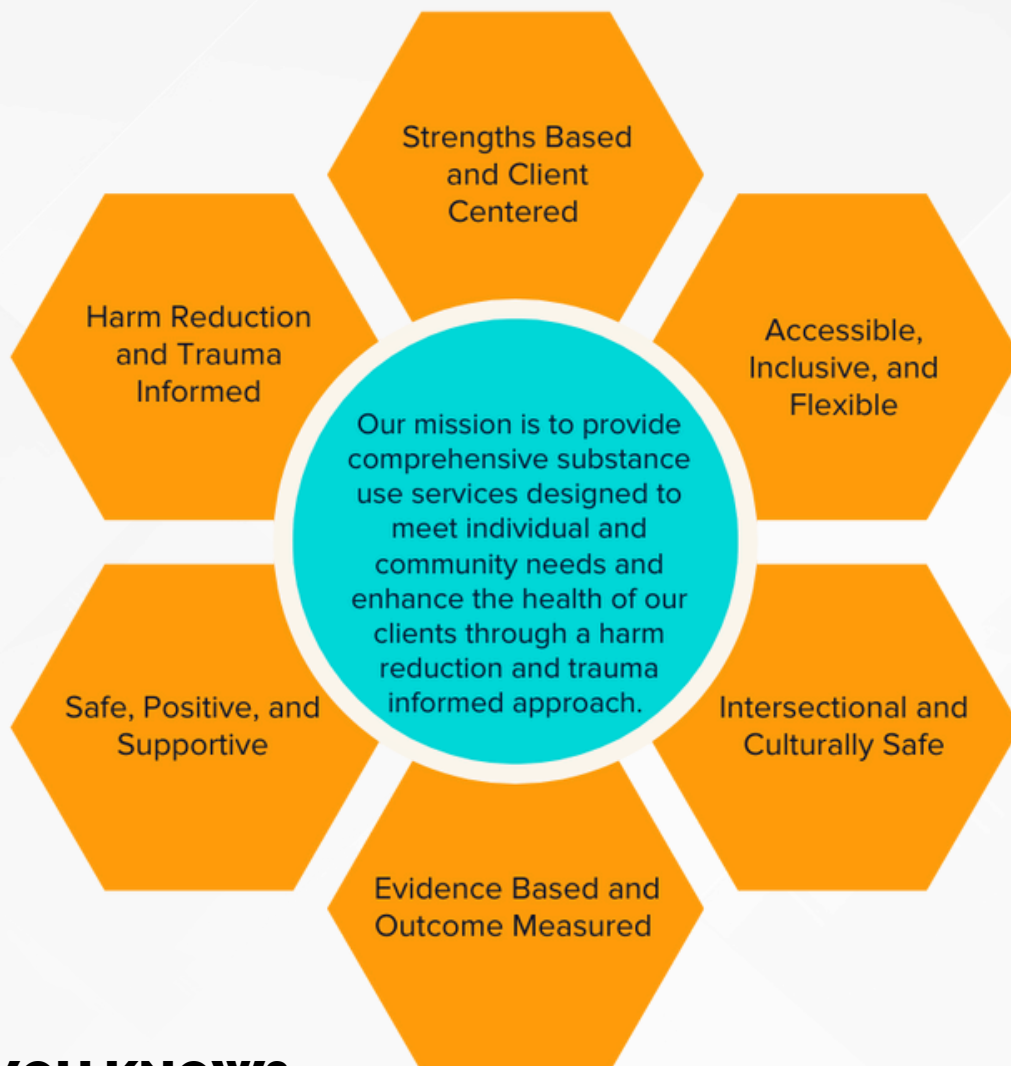 Strengths Based
and Client
Centered
Harm Reduction
and Trauma
Informed
Accessible,
Inclusive, and
Flexible
Our mission is to provide
comprehensive substance
use services designed to
meet individual and
community needs and
enhance the health of our
clients through a harm
reduction and trauma
informed approach.
Safe, Positive, and
Supportive
Intersectional and
Culturally Safe
Evidence Based and
Outcome Measured